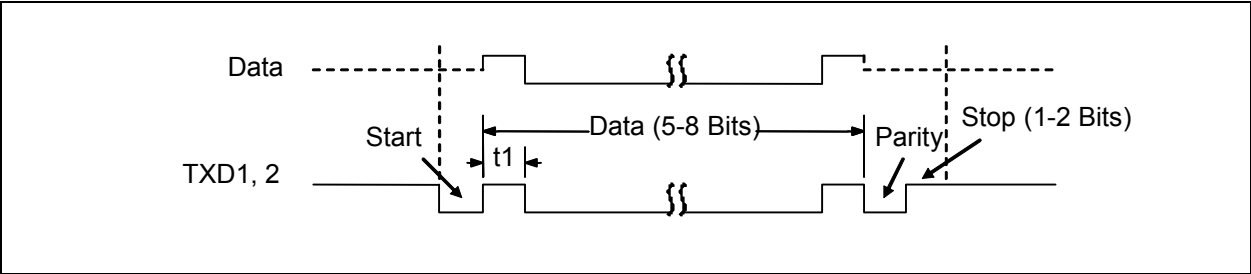 Data
Start
Data (5-8 Bits)
Parity
Stop (1-2 Bits)
t1
TXD1, 2